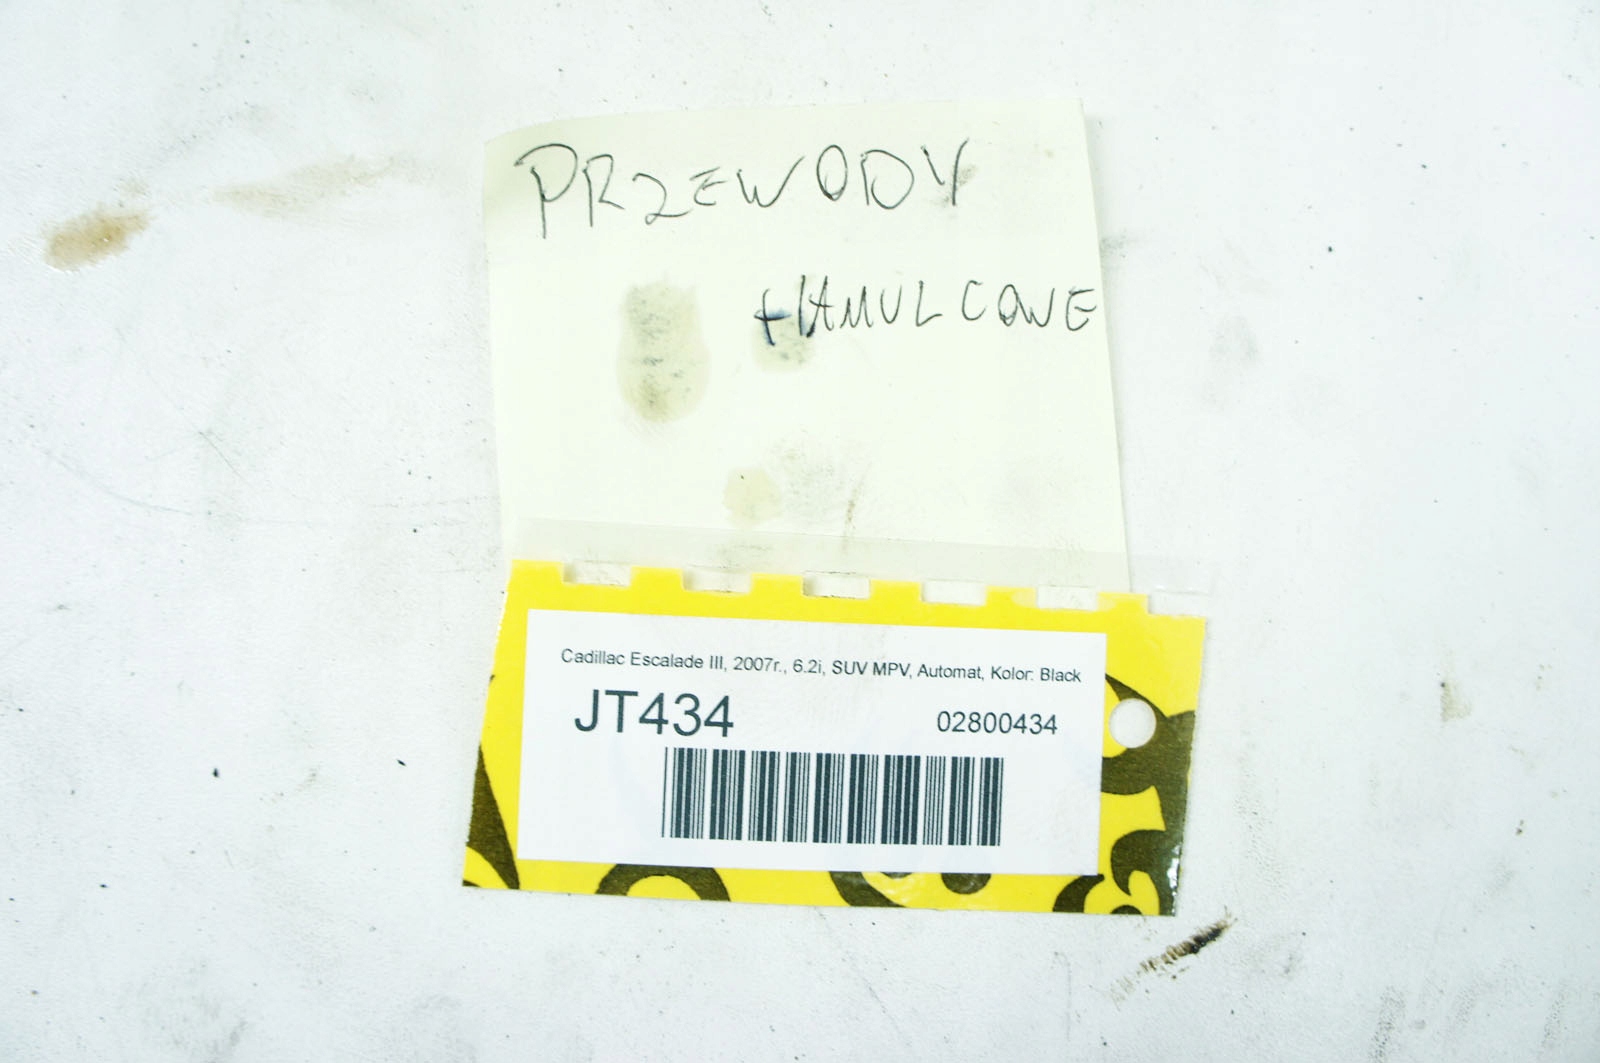 PRZEWODY
HAMULCOWE
Cadillac Escalade III, 2007r., 6.2i, SUV MPV, Automat, Kolor: Black
JT434 02800434